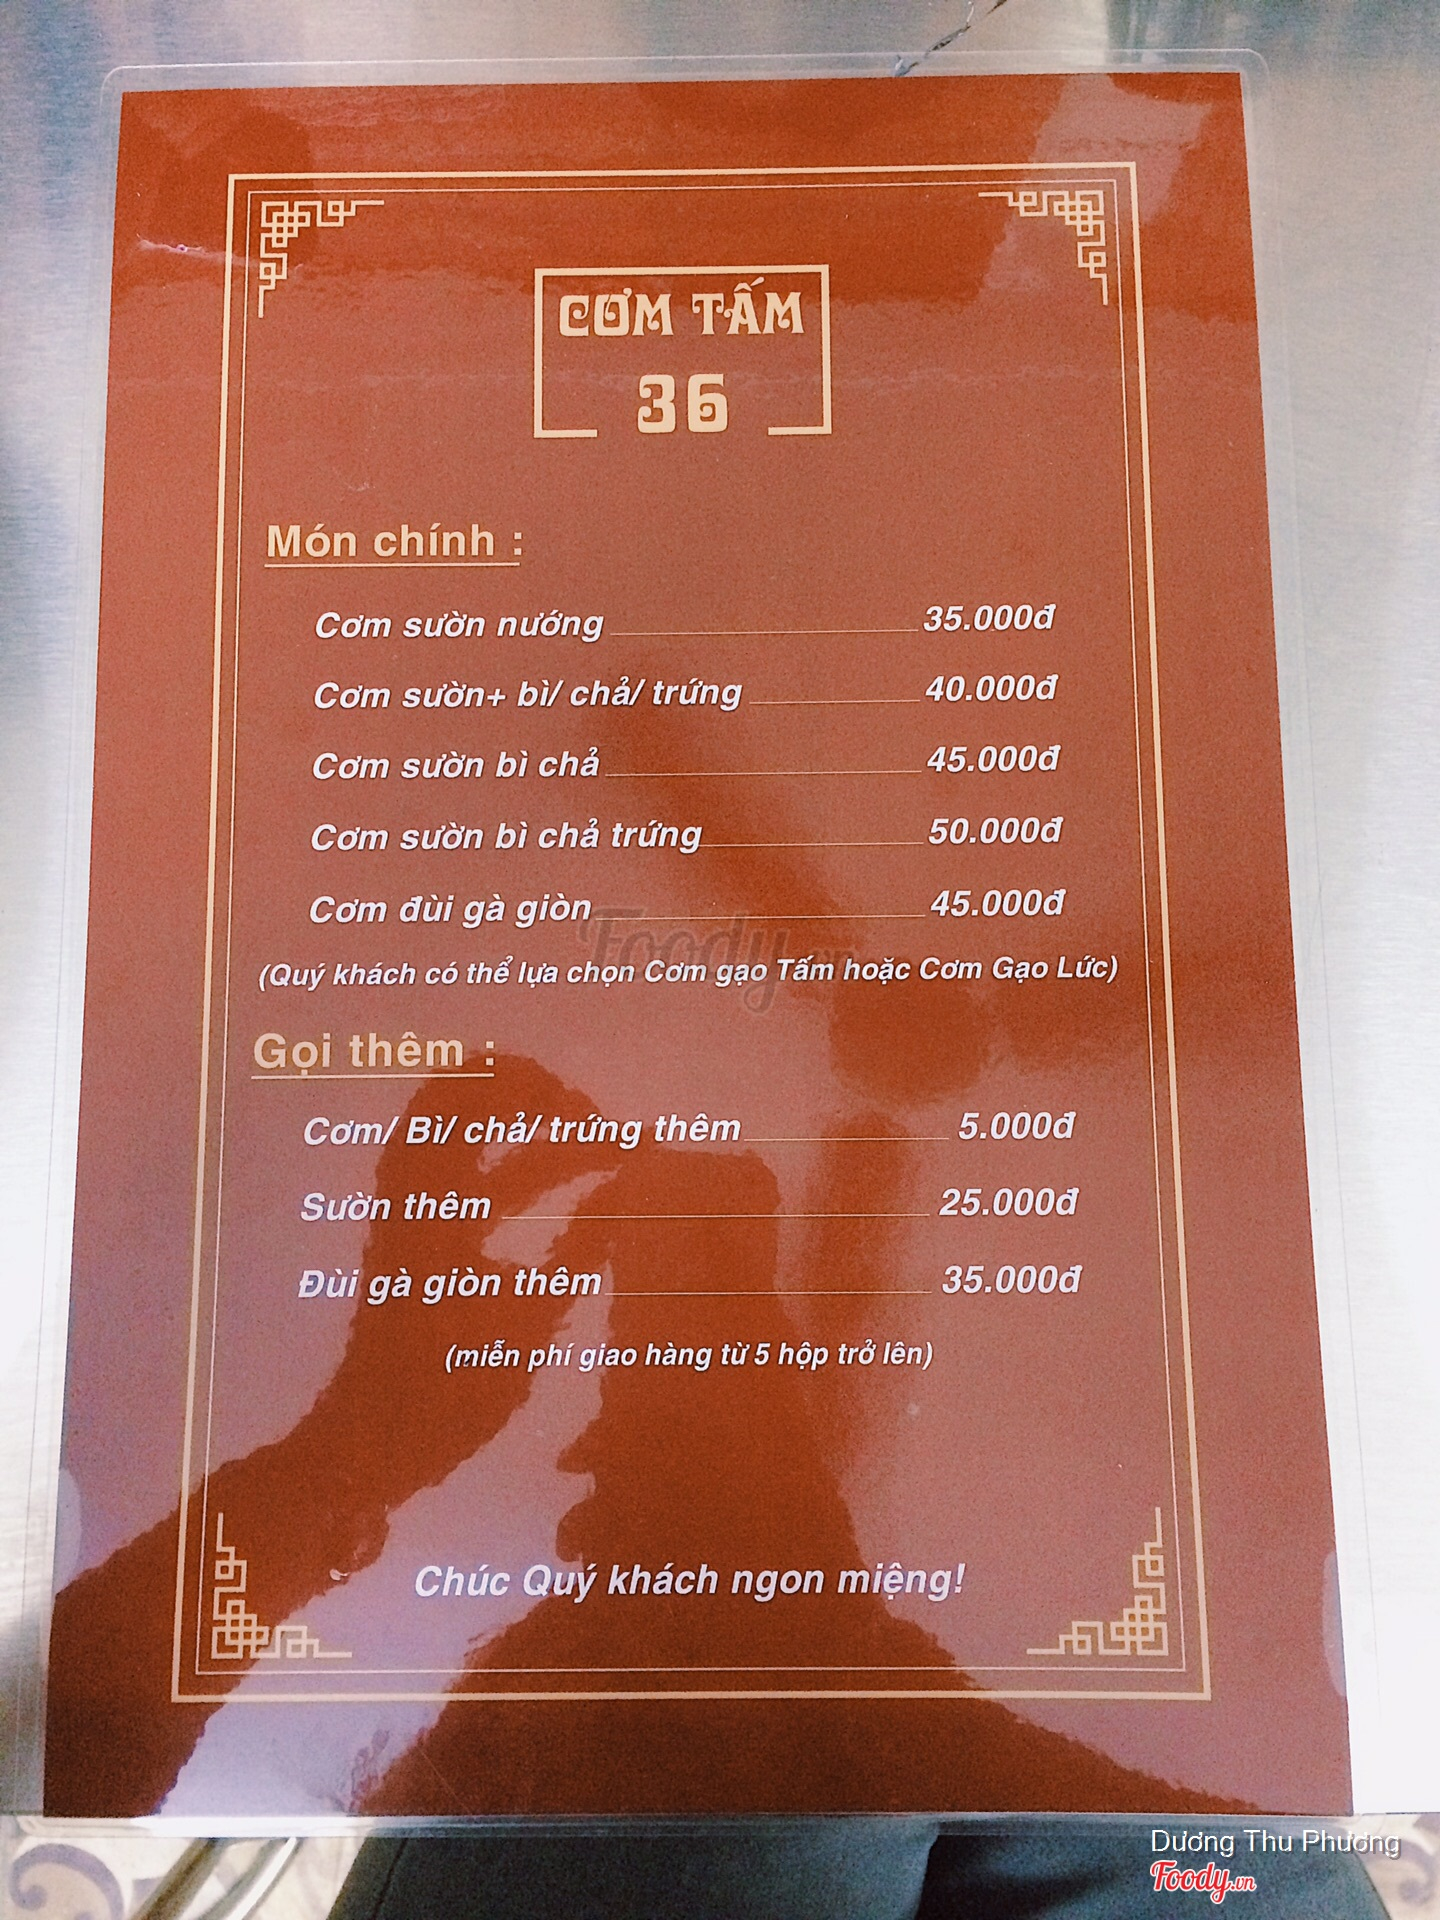 CƠM TẤM
36
Món chính :
Cơm sườn nướng 35.000đ
Cơm sườn+ bì/ chả/ trứng 40.000đ
Cơm sườn bì chả 45.000đ
Cơm sườn bì chả trứng 50.000đ
Cơm đùi gà giòn 45.000đ
Foody.vn
(Quý khách có thể lựa chọn Cơm gạo Tấm hoặc Cơm Gạo Lức)
Gọi thêm :
Cơm/ Bì/ chả/ trứng thêm 5.000đ
Sườn thêm 25.000đ
Đùi gà giòn thêm 35.000đ
(miễn phí giao hàng từ 5 hộp trở lên)
Chúc Quý khách ngon miệng!
Dương Thu Phương
Foody.vn